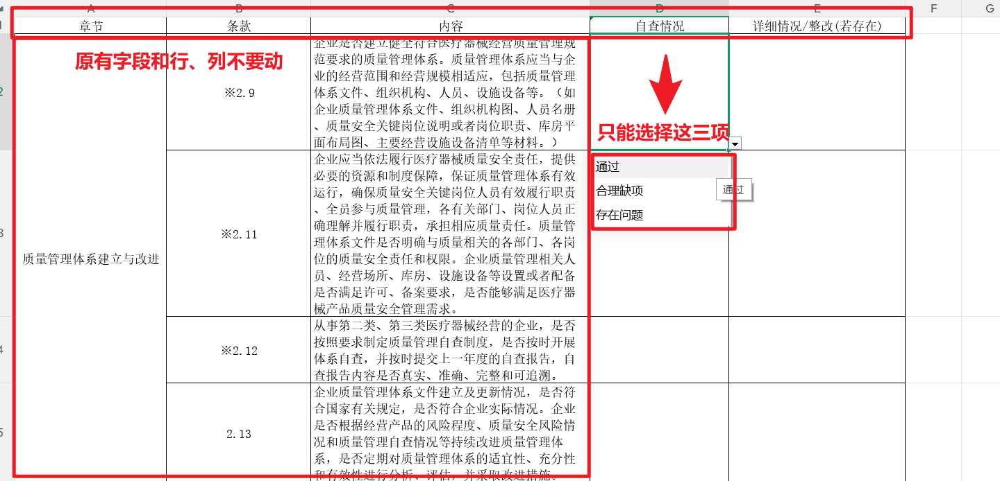 A B C D E F G
章节 条款 内容 自查情况 详细情况/整改(若存在)
原有字段和行、列不要动
2
※2.9
企业是否建立健全符合医疗器械经营质量管理规
范要求的质量管理体系。质量管理体系应当与企
业的经营范围和经营规模相适应，包括质量管理
体系文件、组织机构、人员、设施设备等。（如
企业质量管理体系文件、组织机构图、人员名册
、质量安全关键岗位说明或者岗位职责、库房平
面布局图、主要经营设施设备清单等材料。）
只能选择这三项
通过
合理缺项
存在问题
通过
3
质量管理体系建立与改进
※2.11
企业应当依法履行医疗器械质量安全责任，提供
必要的资源和制度保障，保证质量管理体系有效
运行，确保质量安全关键岗位人员有效履行职责
、全员参与质量管理，各有关部门、岗位人员正
确理解并履行职责，承担相应质量责任。质量管
理体系文件是否明确与质量相关的各部门、各岗
位的质量安全责任和权限。企业质量管理相关人
员、经营场所、库房、设施设备等设置或者配备
是否满足许可、备案要求，是否能够满足医疗器
械产品质量安全管理需求。
4
※2.12
从事第二类、第三类医疗器械经营的企业，是否
按照要求制定质量管理自查制度，是否按时开展
体系自查，并按时提交上一年度的自查报告，自
查报告内容是否真实、准确、完整和可追溯。
5
2.13
企业质量管理体系文件建立及更新情况，是否符
合国家有关规定，是否符合企业实际情况。企业
是否根据经营产品的风险程度、质量安全风险情
况和质量管理自查情况等持续改进质量管理体
系，是否定期对质量管理体系的适宜性、充分性
和有效性进行分析、评估，并采取改进措施。